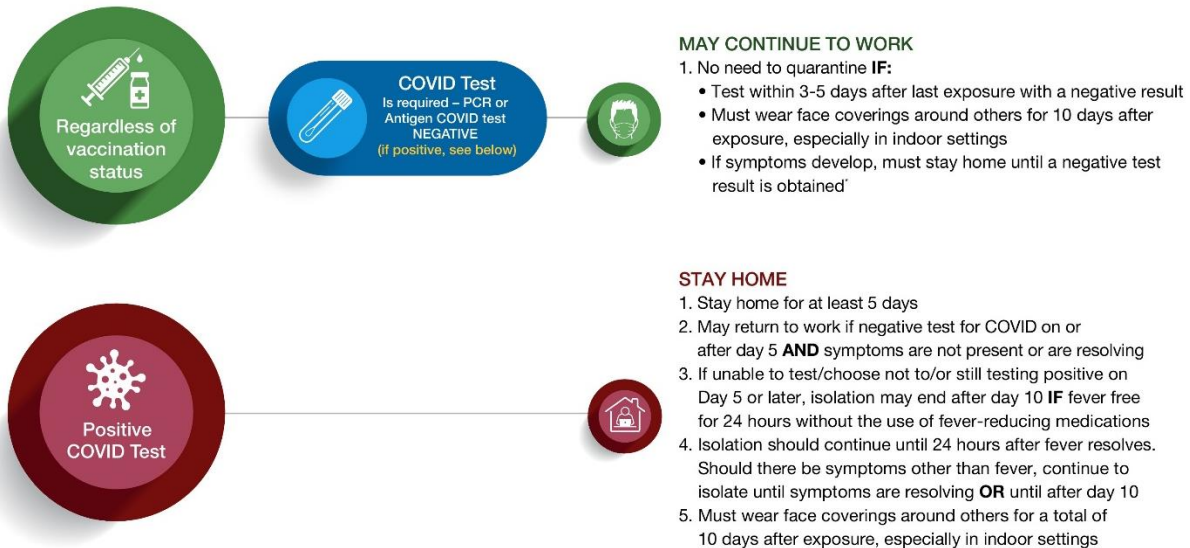 Regardless of
vaccination
status
COVID Test
Is required – PCR or
Antigen COVID test
NEGATIVE
(if positive, see below)
MAY CONTINUE TO WORK
1. No need to quarantine IF:
• Test within 3-5 days after last exposure with a negative result
• Must wear face coverings around others for 10 days after
exposure, especially in indoor settings
• If symptoms develop, must stay home until a negative test
result is obtained*
Positive
COVID Test
STAY HOME
1. Stay home for at least 5 days
2. May return to work if negative test for COVID on or
after day 5 AND symptoms are not present or are resolving
3. If unable to test/choose not to/or still testing positive on
Day 5 or later, isolation may end after day 10 IF fever free
for 24 hours without the use of fever-reducing medications
4. Isolation should continue until 24 hours after fever resolves.
Should there be symptoms other than fever, continue to
isolate until symptoms are resolving OR until after day 10
5. Must wear face coverings around others for a total of
10 days after exposure, especially in indoor settings